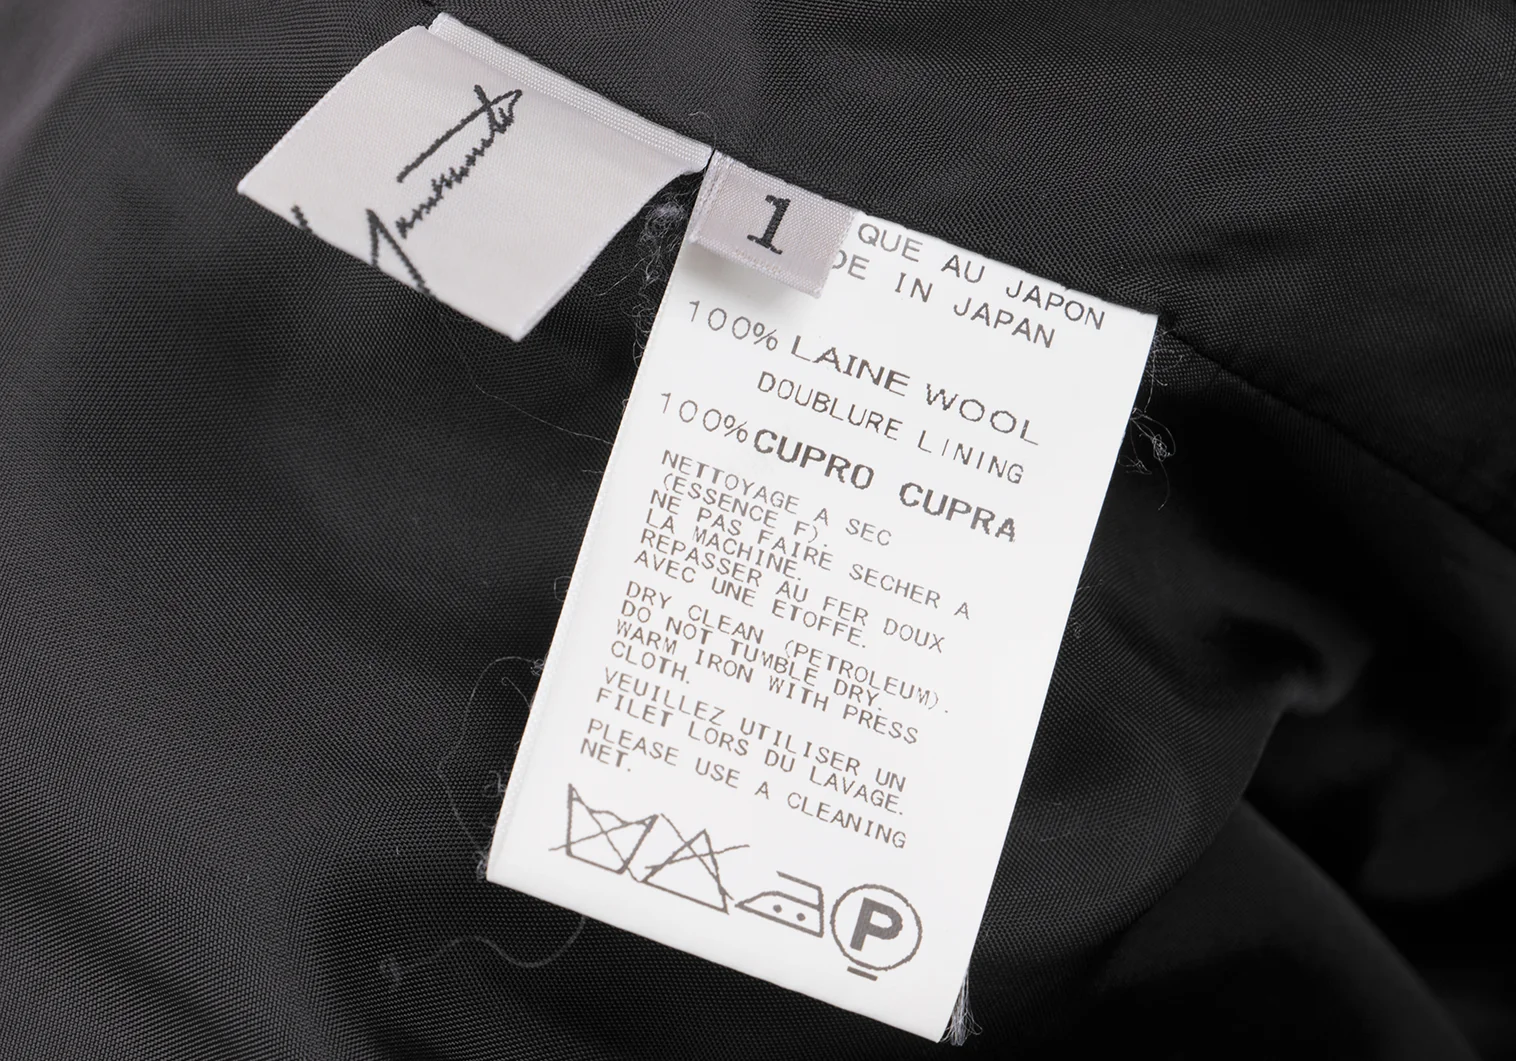 1
QUE AU JAPON
DE IN JAPAN
100% LAINE WOOL
DOUBLURE LINING
100% CUPRO CUPRA
NETTOYAGE A SEC
(ESSENCE F).
NE PAS FAIRE SECHER A
LA MACHINE.
REPASSER AU FER DOUX
AVEC UNE ETOFFE.
DRY CLEAN (PETROLEUM).
DO NOT TUMBLE DRY.
WARM IRON WITH PRESS
CLOTH.
VEUILLEZ UTILISER UN
FILET LORS DU LAVAGE.
PLEASE USE A CLEANING
NET.
P